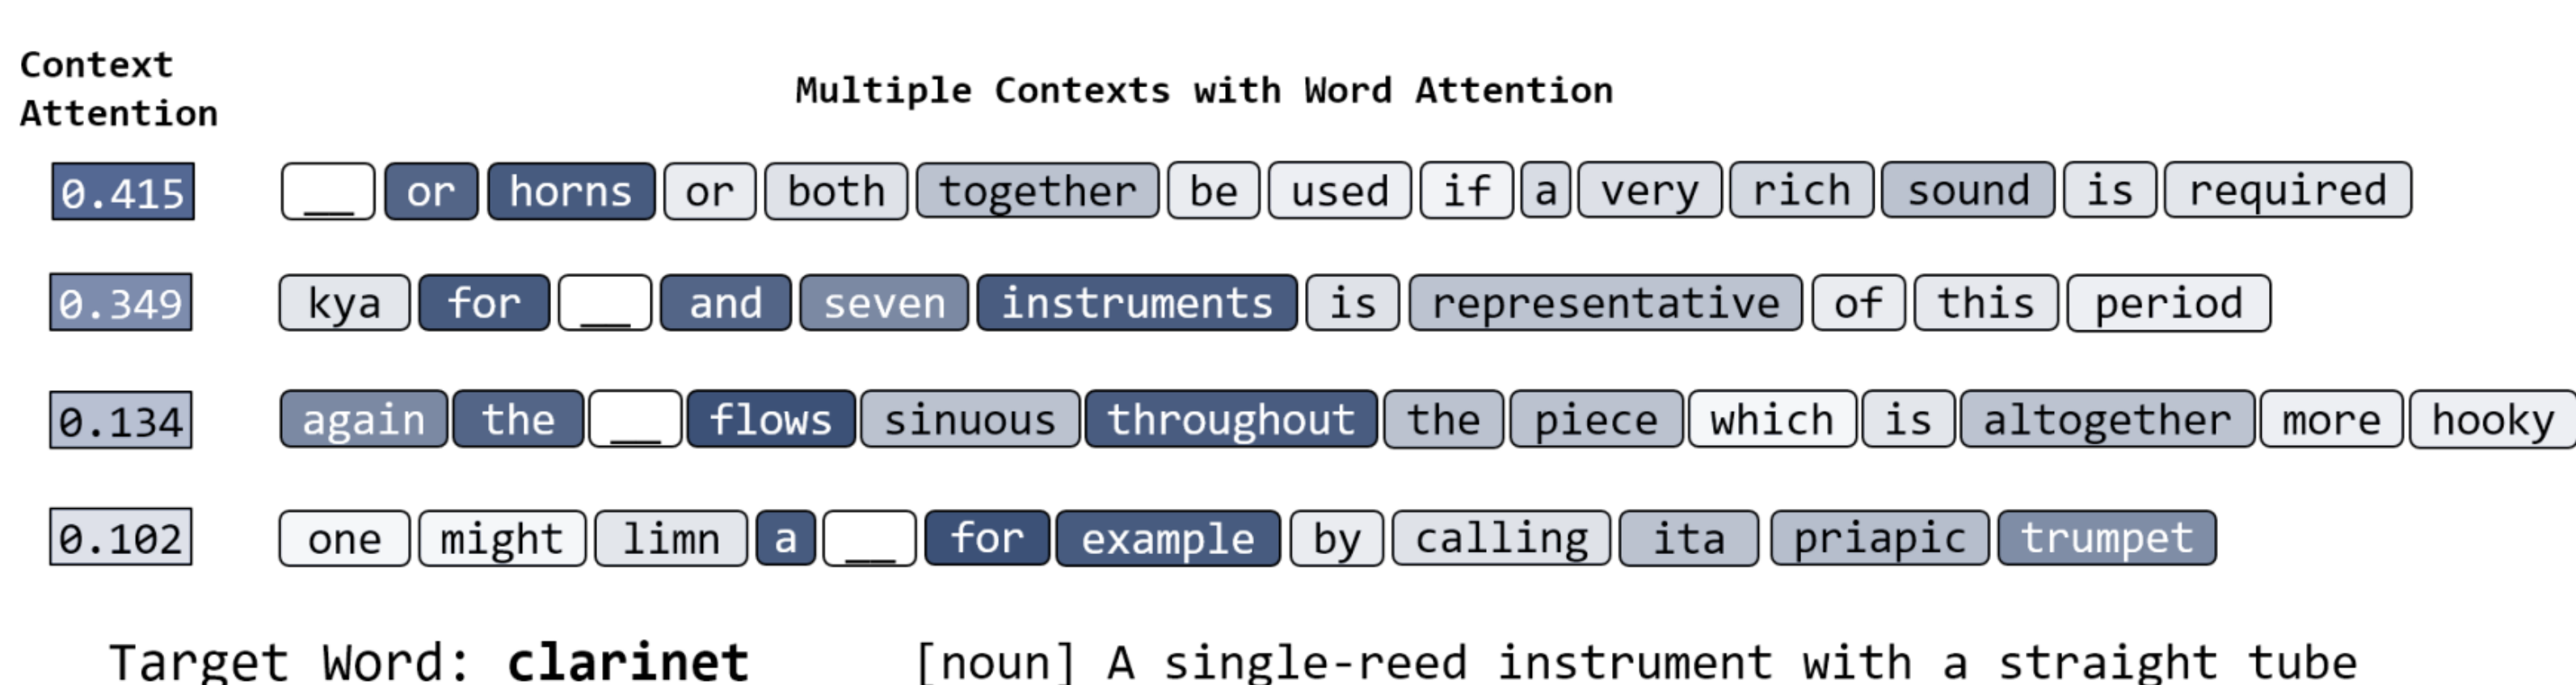 Context
Attention
Multiple Contexts with Word Attention
0.415 __ or horns or both together be used if a very rich sound is required
0.349 kya for __ and seven instruments is representative of this period
0.134 again the __ flows sinuous throughout the piece which is altogether more hooky
0.102 one might limn a __ for example by calling ita priapic trumpet
Target Word: clarinet [noun] A single-reed instrument with a straight tube